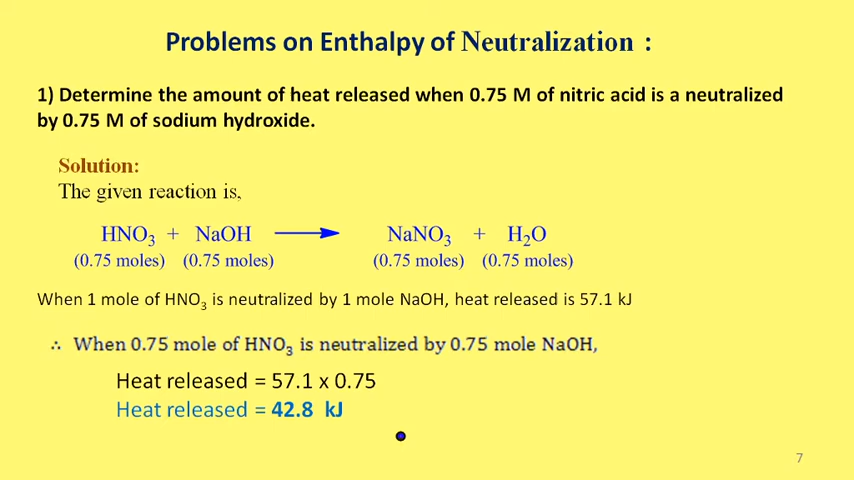 Problems on Enthalpy of Neutralization :
1) Determine the amount of heat released when 0.75 M of nitric acid is a neutralized
by 0.75 M of sodium hydroxide.
Solution:
The given reaction is,
HNO₃ + NaOH ⟶ NaNO₃ + H₂O
(0.75 moles) (0.75 moles) (0.75 moles) (0.75 moles)
When 1 mole of HNO₃ is neutralized by 1 mole NaOH, heat released is 57.1 kJ
∴ When 0.75 mole of HNO₃ is neutralized by 0.75 mole NaOH,
Heat released = 57.1 x 0.75
Heat released = 42.8 kJ
7